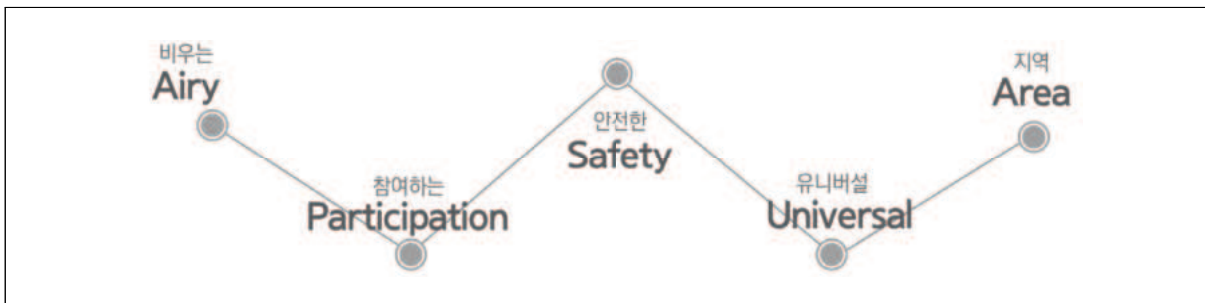 비우는
Airy
참여하는
Participation
안전한
Safety
유니버설
Universal
지역
Area